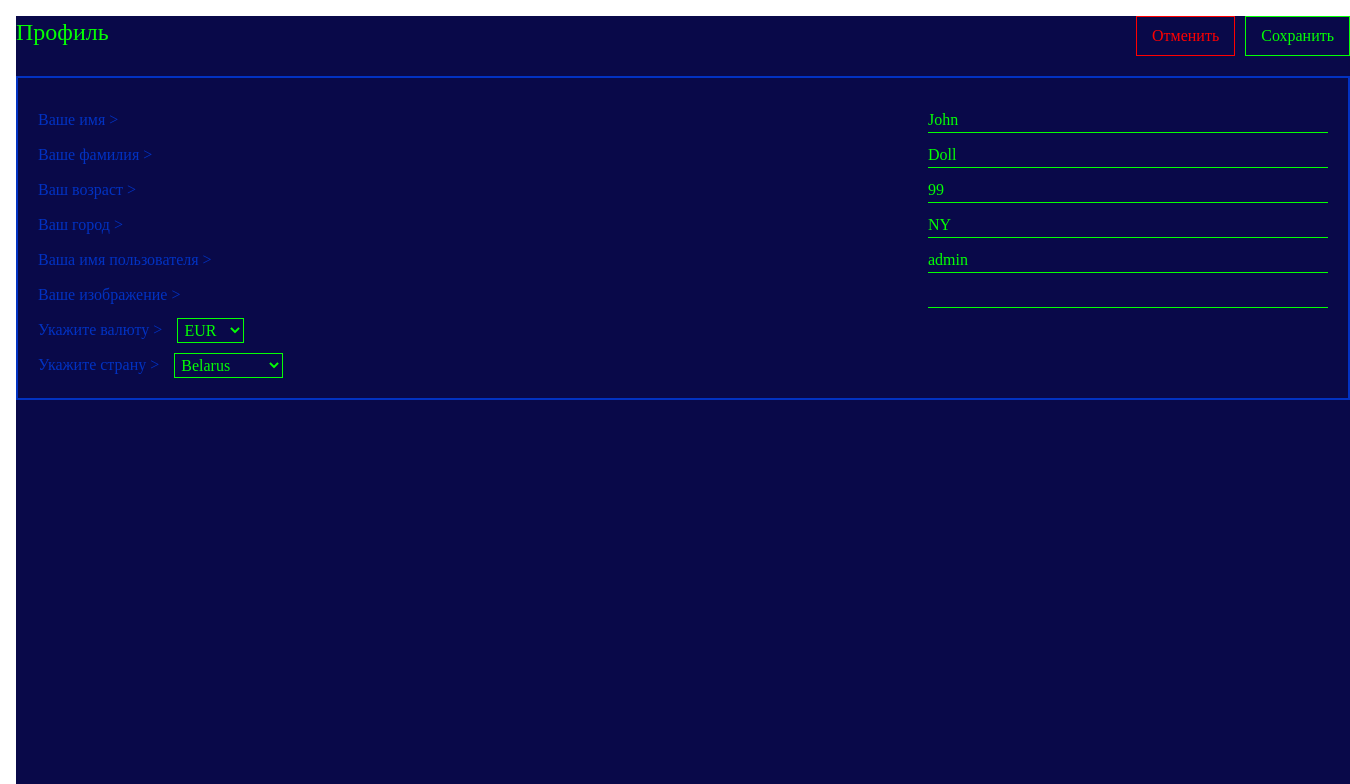 Профиль Отменить Сохранить
Ваше имя > John
Ваше фамилия > Doll
Ваш возраст > 99
Ваш город > NY
Ваша имя пользователя > admin
Ваше изображение >
Укажите валюту > EUR
Укажите страну > Belarus